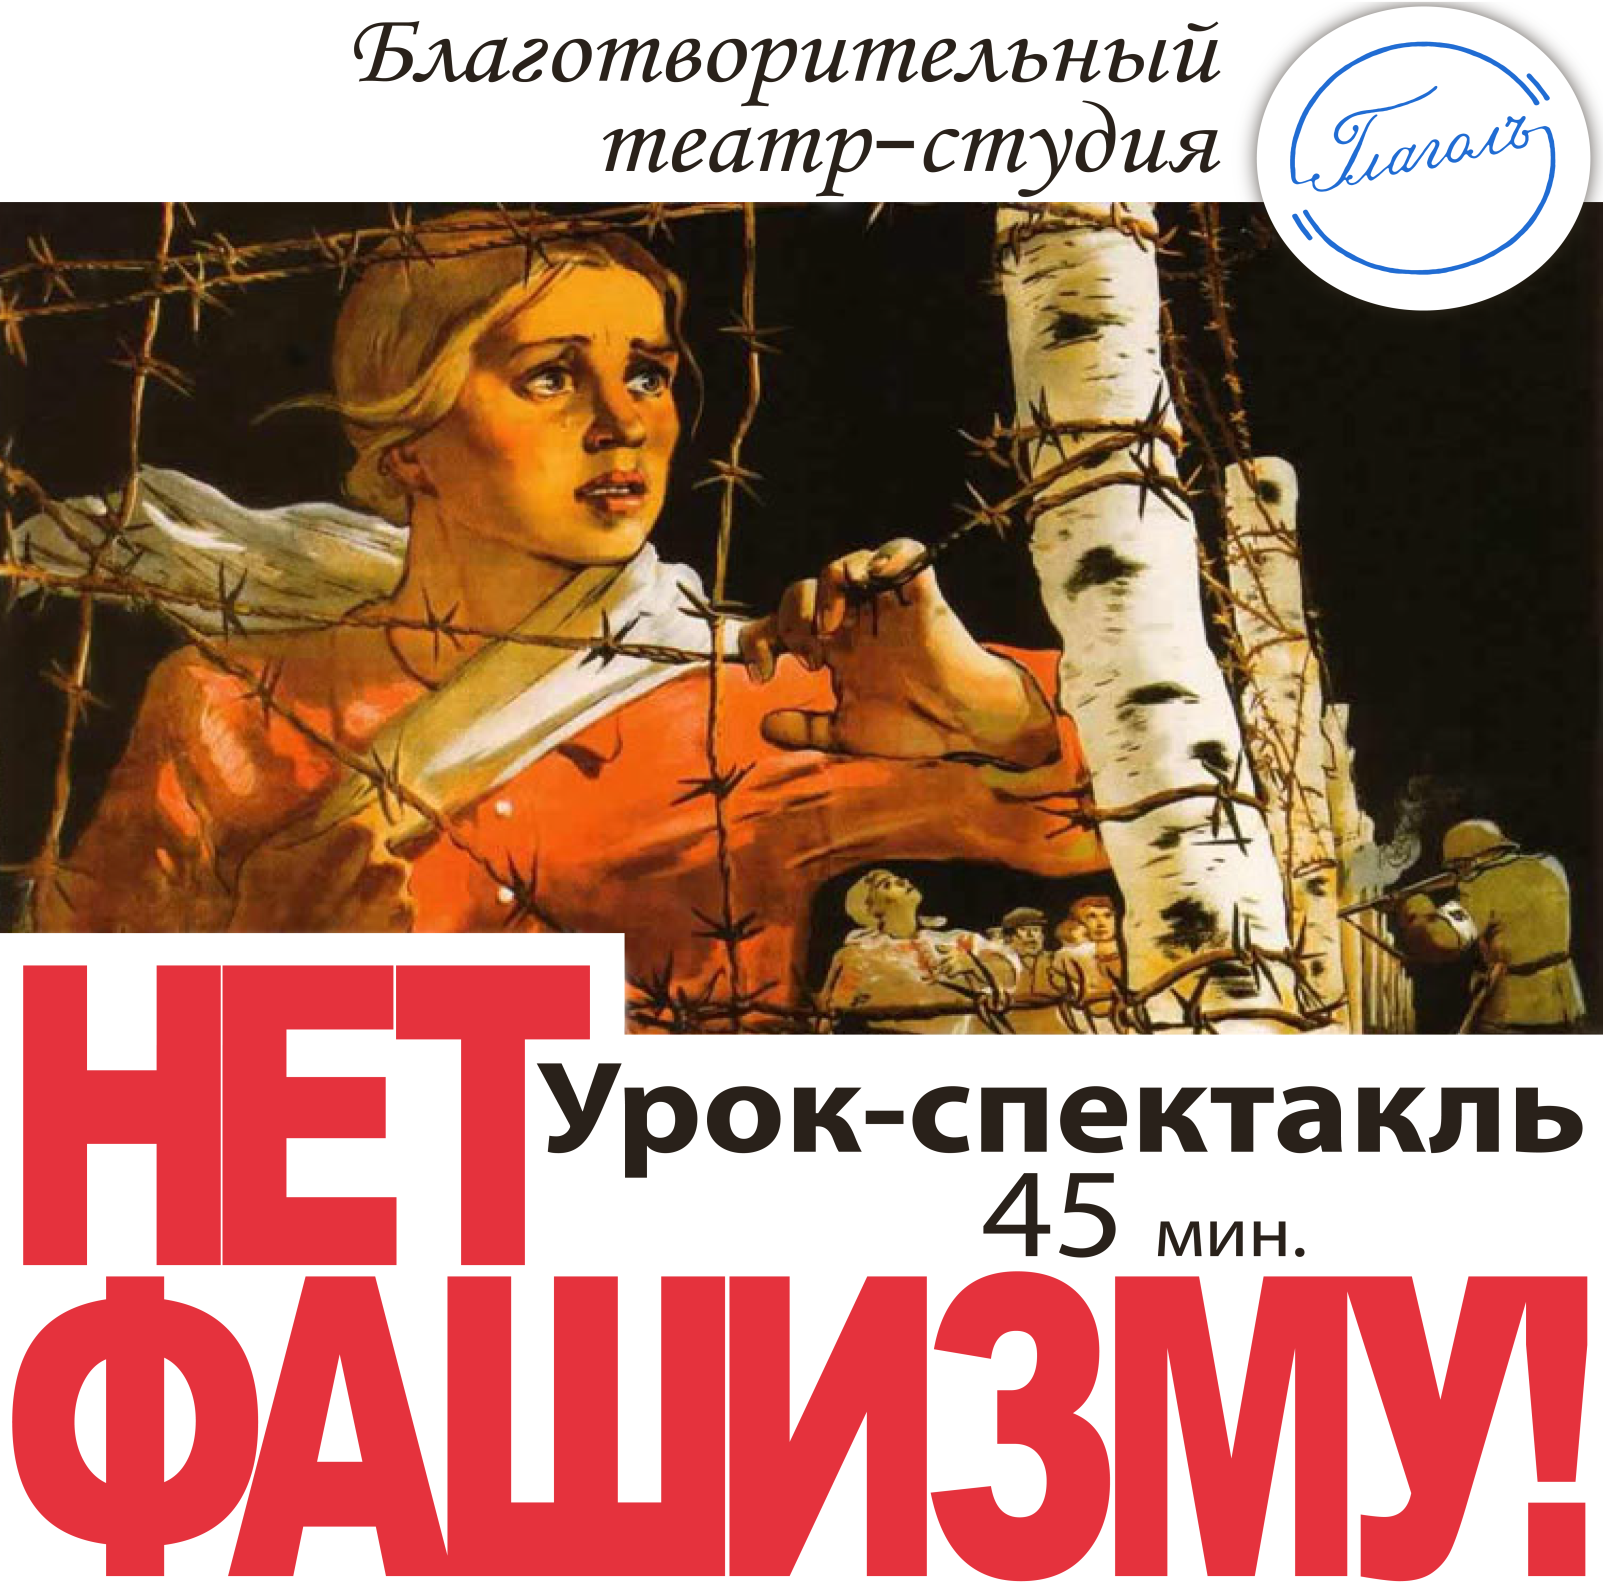 Благотворительный
театр-студия
Глаголъ
НЕТ
Урок-спектакль
45 мин.
ФАШИЗМУ!